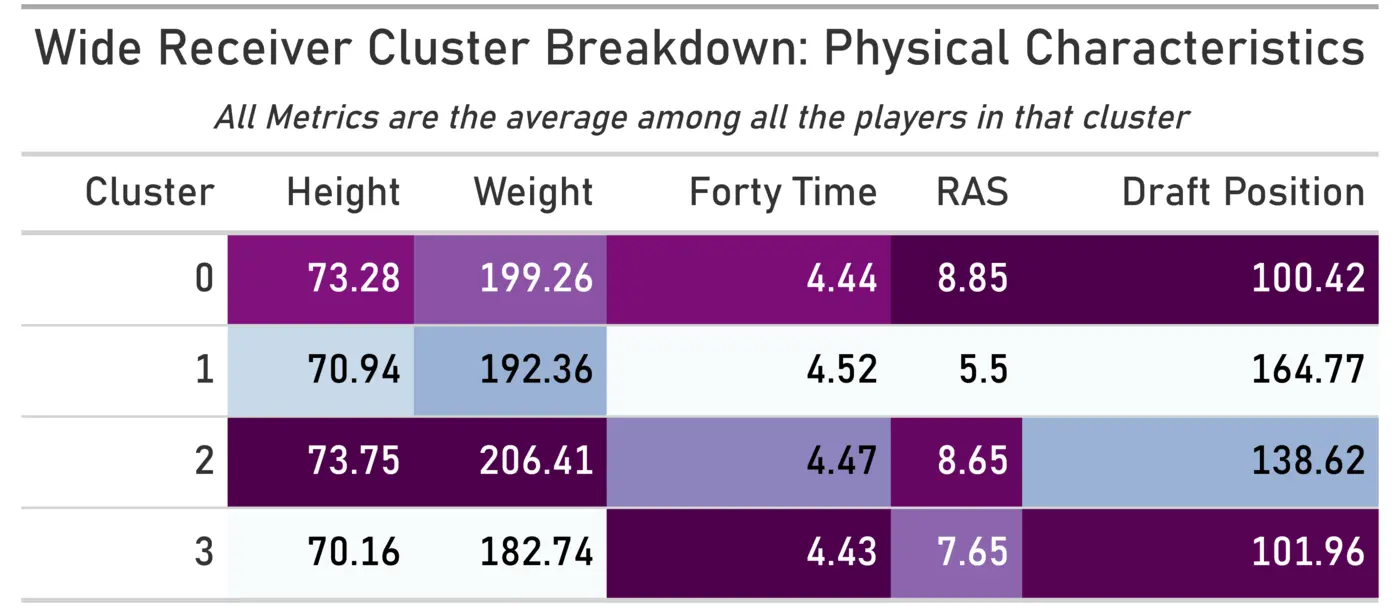 Wide Receiver Cluster Breakdown: Physical Characteristics
All Metrics are the average among all the players in that cluster
Cluster Height Weight Forty Time RAS Draft Position
0 73.28 199.26 4.44 8.85 100.42
1 70.94 192.36 4.52 5.5 164.77
2 73.75 206.41 4.47 8.65 138.62
3 70.16 182.74 4.43 7.65 101.96